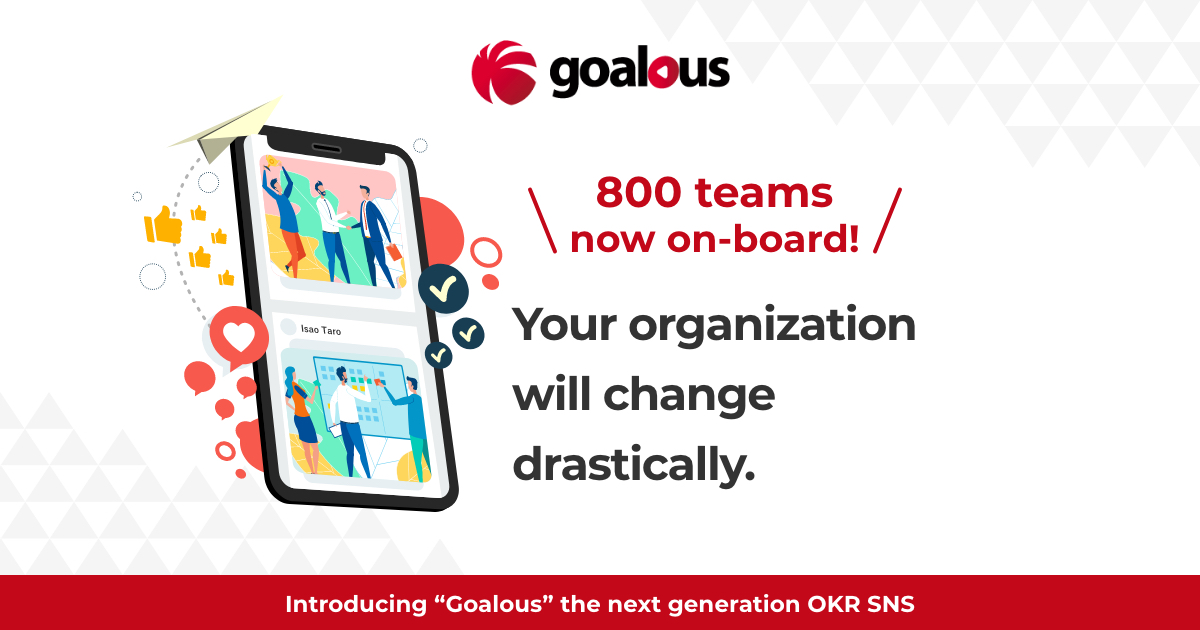 goalous
800 teams
now on-board!
Your organization
will change
drastically.
Isao Taro
Introducing “Goalous” the next generation OKR SNS